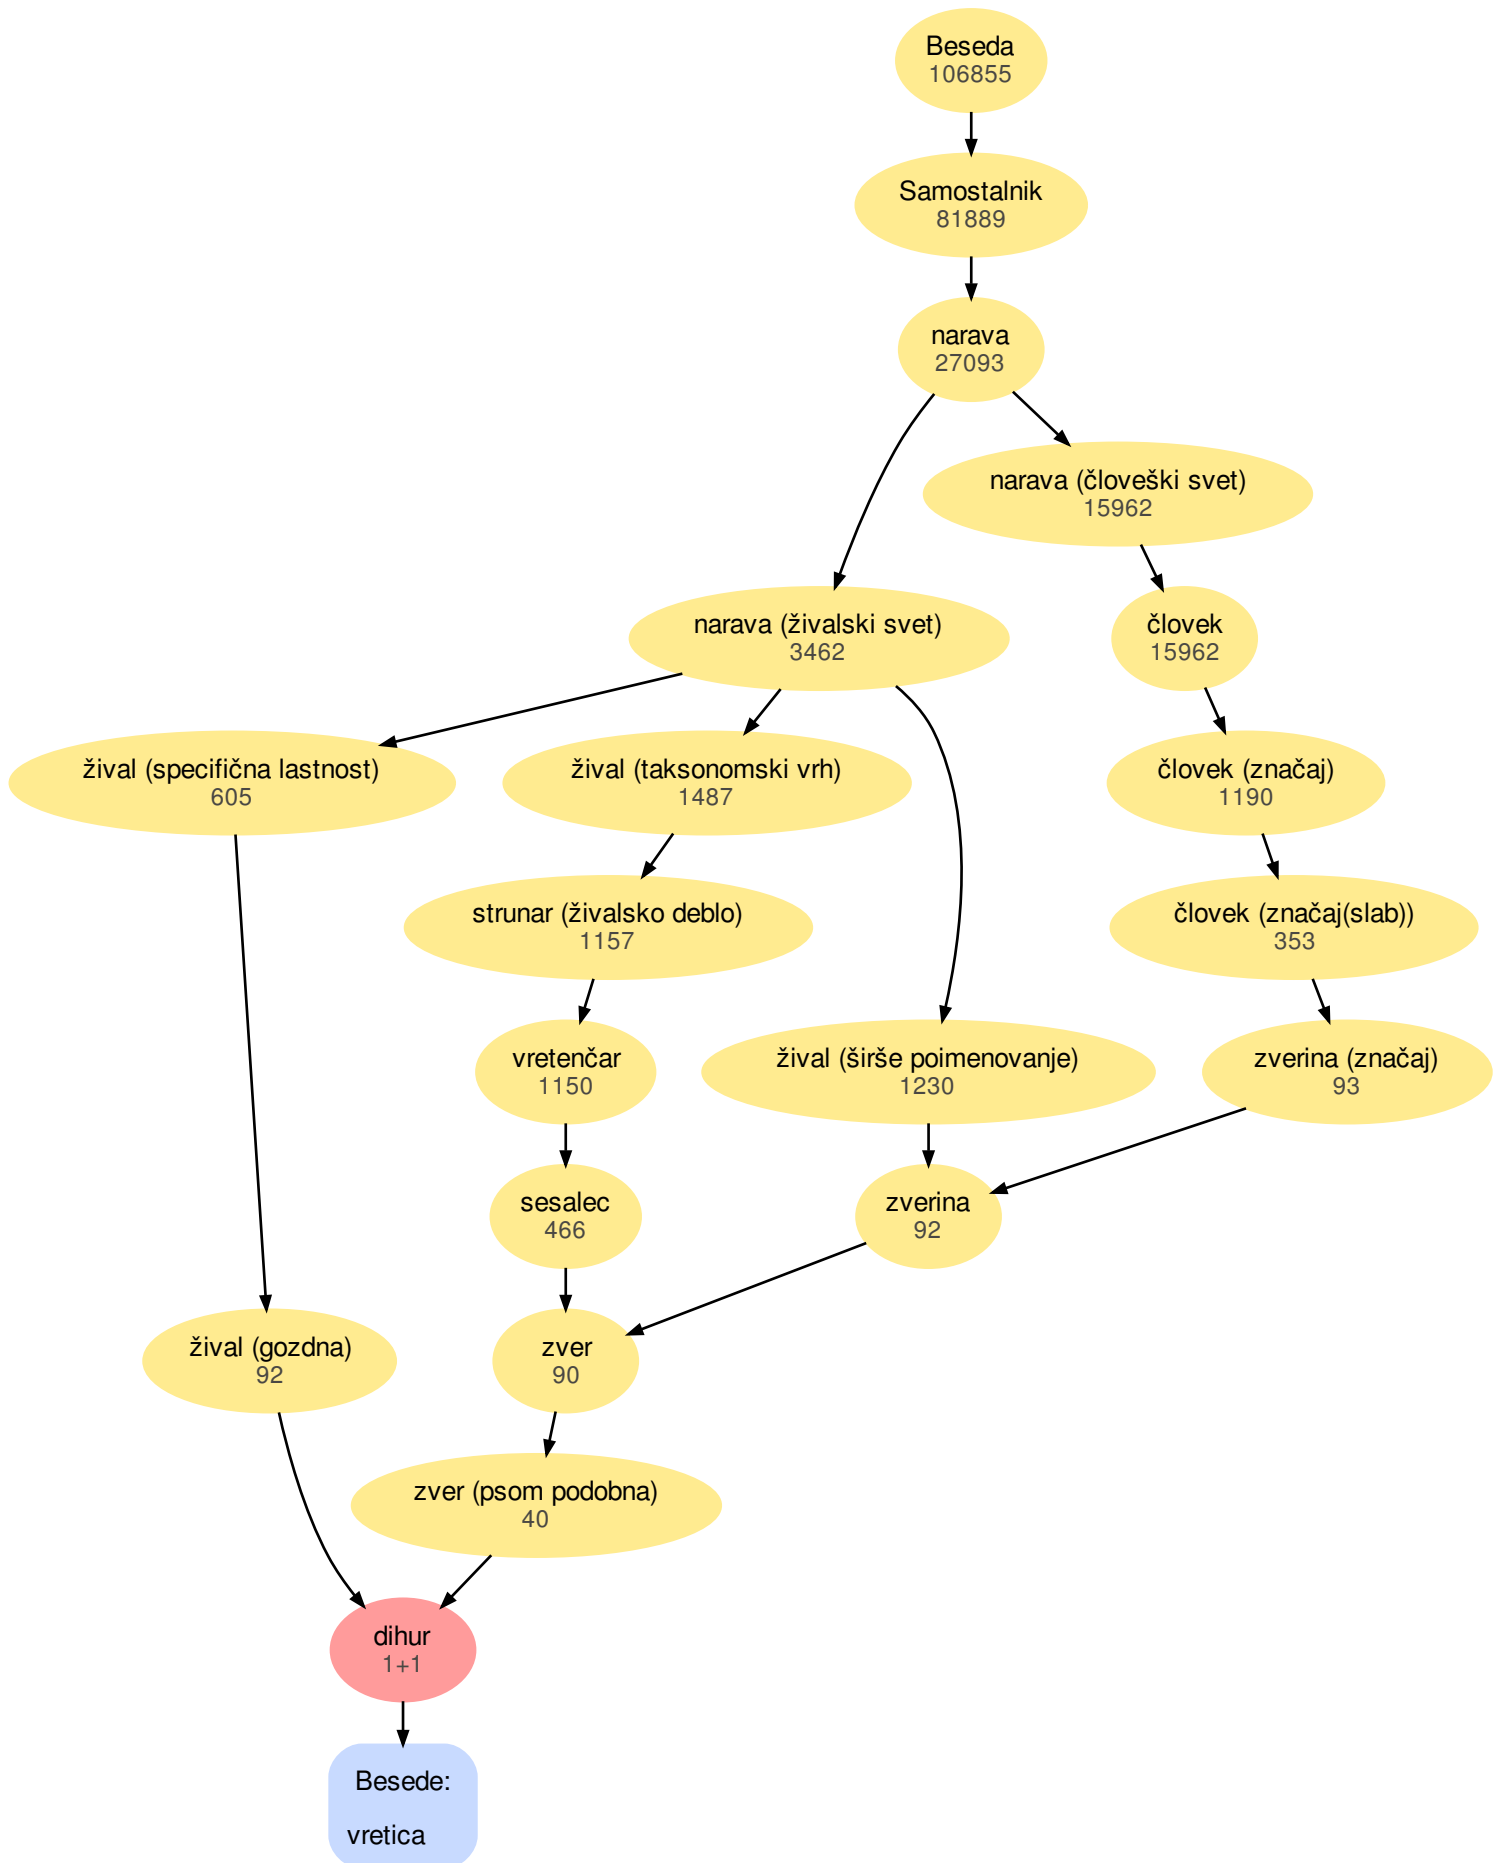 Beseda
106855
Samostalnik
81889
narava
27093
narava (človeški svet)
15962
narava (živalski svet)
3462
človek
15962
žival (specifična lastnost)
605
žival (taksonomski vrh)
1487
človek (značaj)
1190
strunar (živalsko deblo)
1157
človek (značaj(slab))
353
vretenčar
1150
žival (širše poimenovanje)
1230
zverina (značaj)
93
sesalec
466
zverina
92
žival (gozdna)
92
zver
90
zver (psom podobna)
40
dihur
1+1
Besede:
vretica